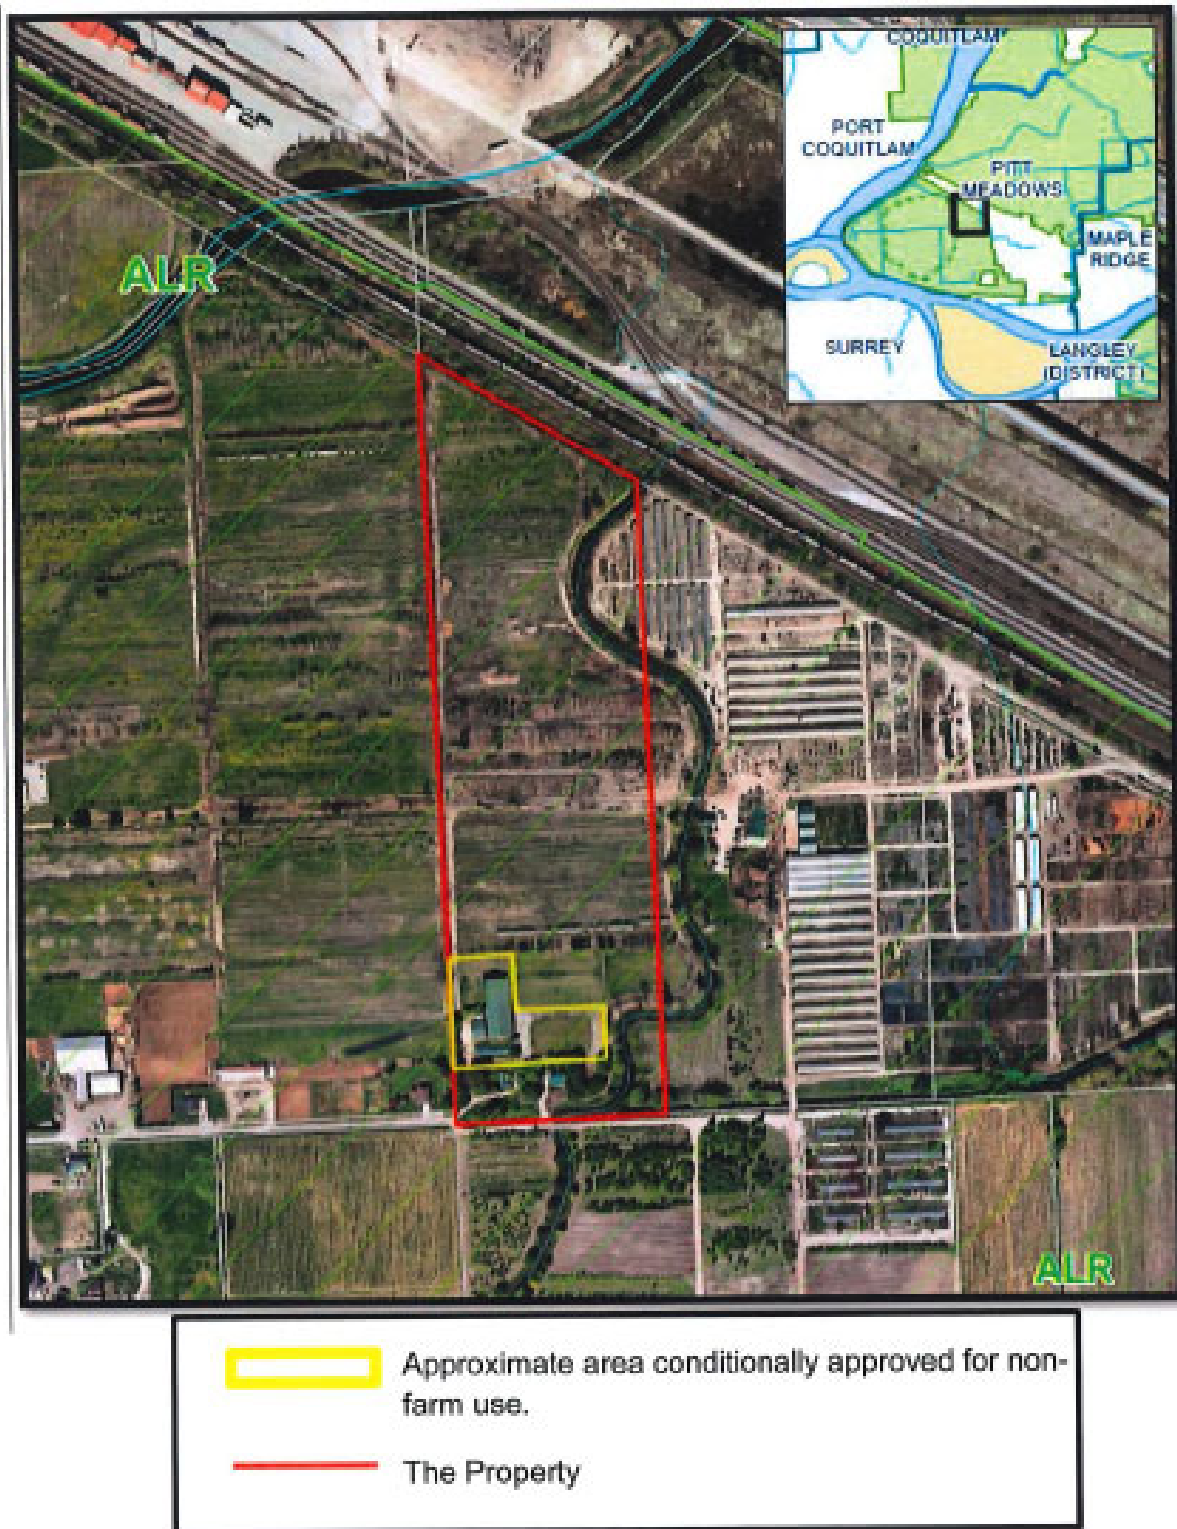 COQUITLAM
PORT
COQUITLAM
PITT
MEADOWS
MAPLE
RIDGE
SURREY
LANGLEY
(DISTRICT)
ALR
ALR
Approximate area conditionally approved for non-
farm use.
The Property